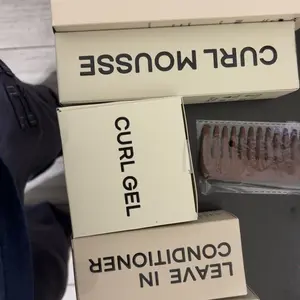 CURL MOUSSE
CURL GEL
LEAVE IN
CONDITIONER